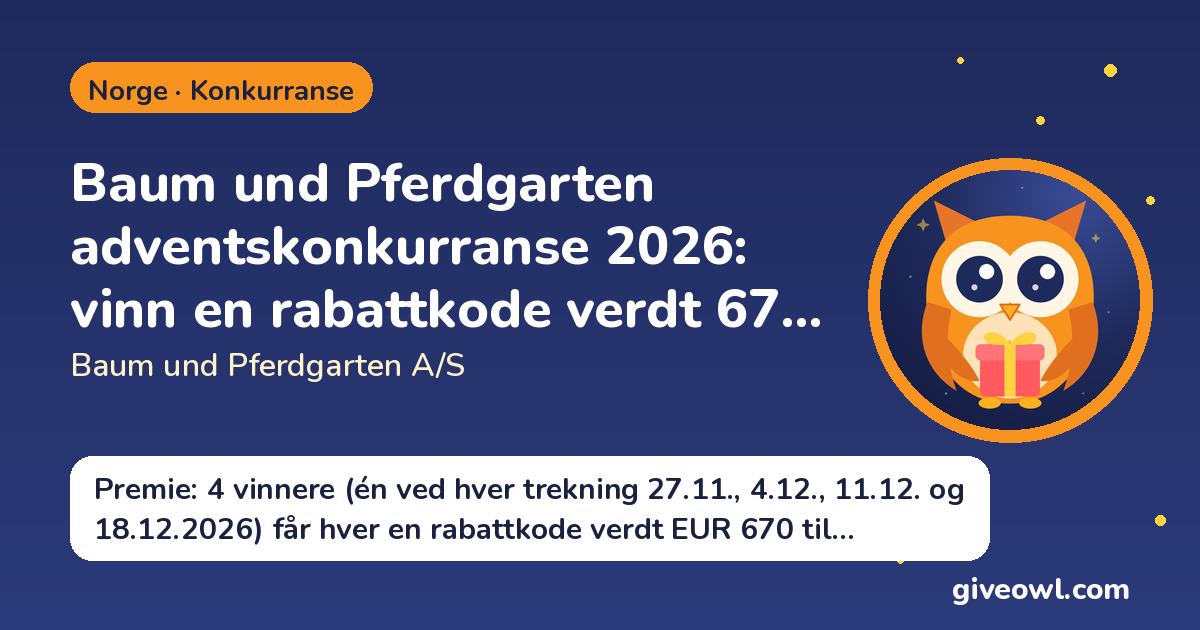 Norge · Konkurranse
Baum und Pferdgarten
adventskonkurranse 2026:
vinn en rabattkode verdt 67...
Baum und Pferdgarten A/S
Premie: 4 vinnere (én ved hver trekning 27.11., 4.12., 11.12. og
18.12.2026) får hver en rabattkode verdt EUR 670 til...
giveowl.com